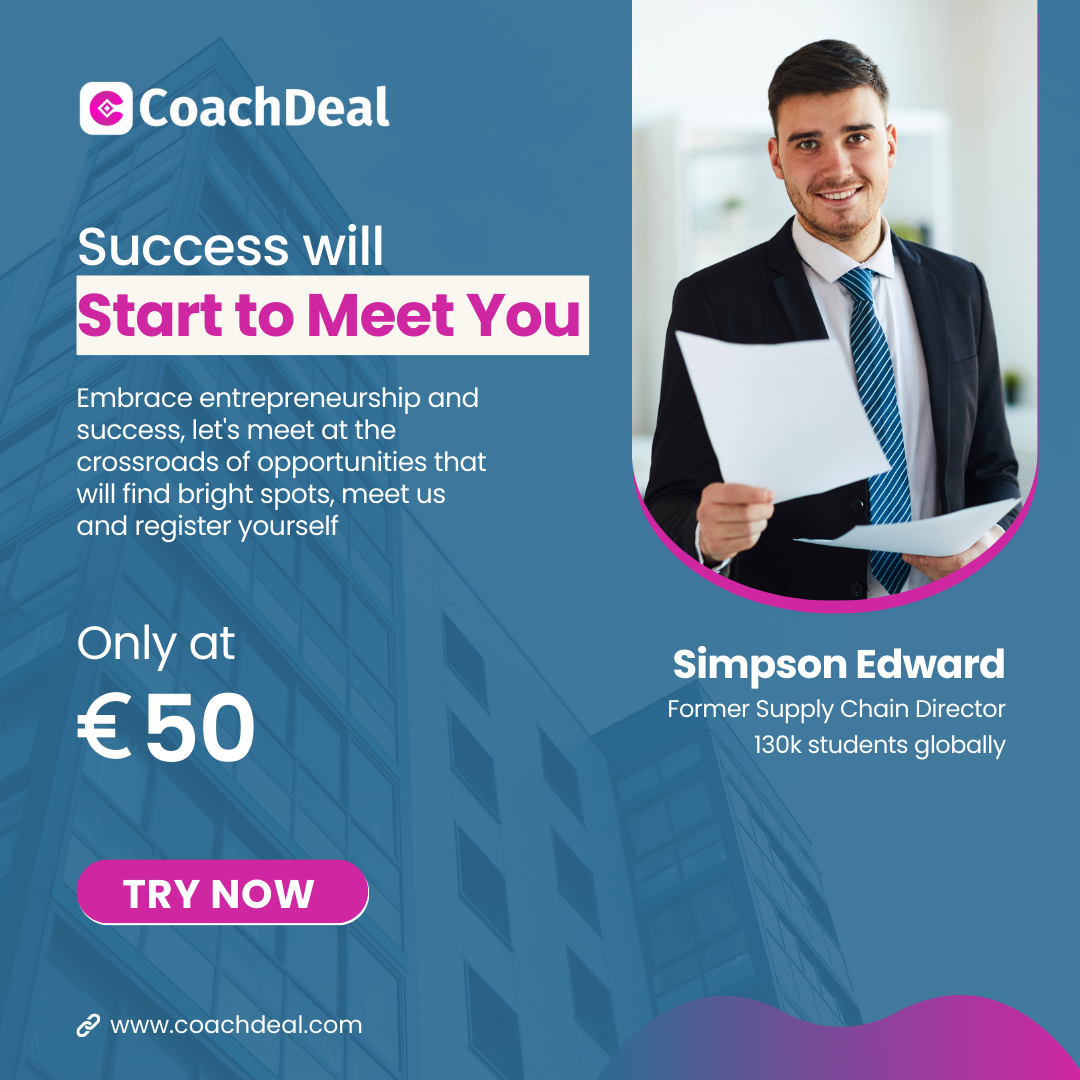 CoachDeal
Success will
Start to Meet You
Embrace entrepreneurship and
success, let's meet at the
crossroads of opportunities that
will find bright spots, meet us
and register yourself
Only at
€50
TRY NOW
www.coachdeal.com
Simpson Edward
Former Supply Chain Director
130k students globally